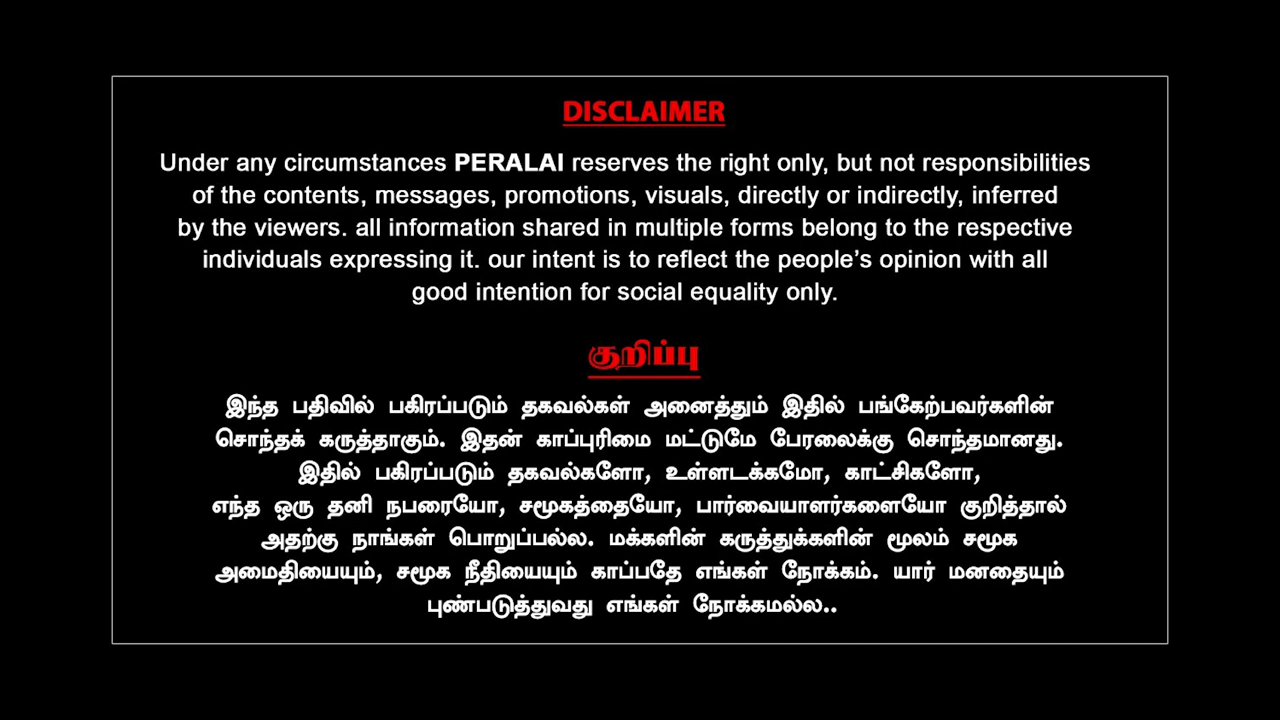 DISCLAIMER
Under any circumstances PERALAI reserves the right only, but not responsibilities
of the contents, messages, promotions, visuals, directly or indirectly, inferred
by the viewers. all information shared in multiple forms belong to the respective
individuals expressing it. our intent is to reflect the people's opinion with all
good intention for social equality only.
குறிப்பு
இந்த பதிவில் பகிரப்படும் தகவல்கள் அனைத்தும் இதில் பங்கேற்பவர்களின்
சொந்தக் கருத்தாகும். இதன் காப்புரிமை மட்டுமே பேரலைக்கு சொந்தமானது.
இதில் பகிரப்படும் தகவல்களோ, உள்ளடக்கமோ, காட்சிகளோ,
எந்த ஒரு தனி நபரையோ, சமூகத்தையோ, பார்வையாளர்களையோ குறித்தால்
அதற்கு நாங்கள் பொறுப்பல்ல. மக்களின் கருத்துக்களின் மூலம் சமூக
அமைதியையும், சமூக நீதியையும் காப்பதே எங்கள் நோக்கம். யார் மனதையும்
புண்படுத்துவது எங்கள் நோக்கமல்ல..